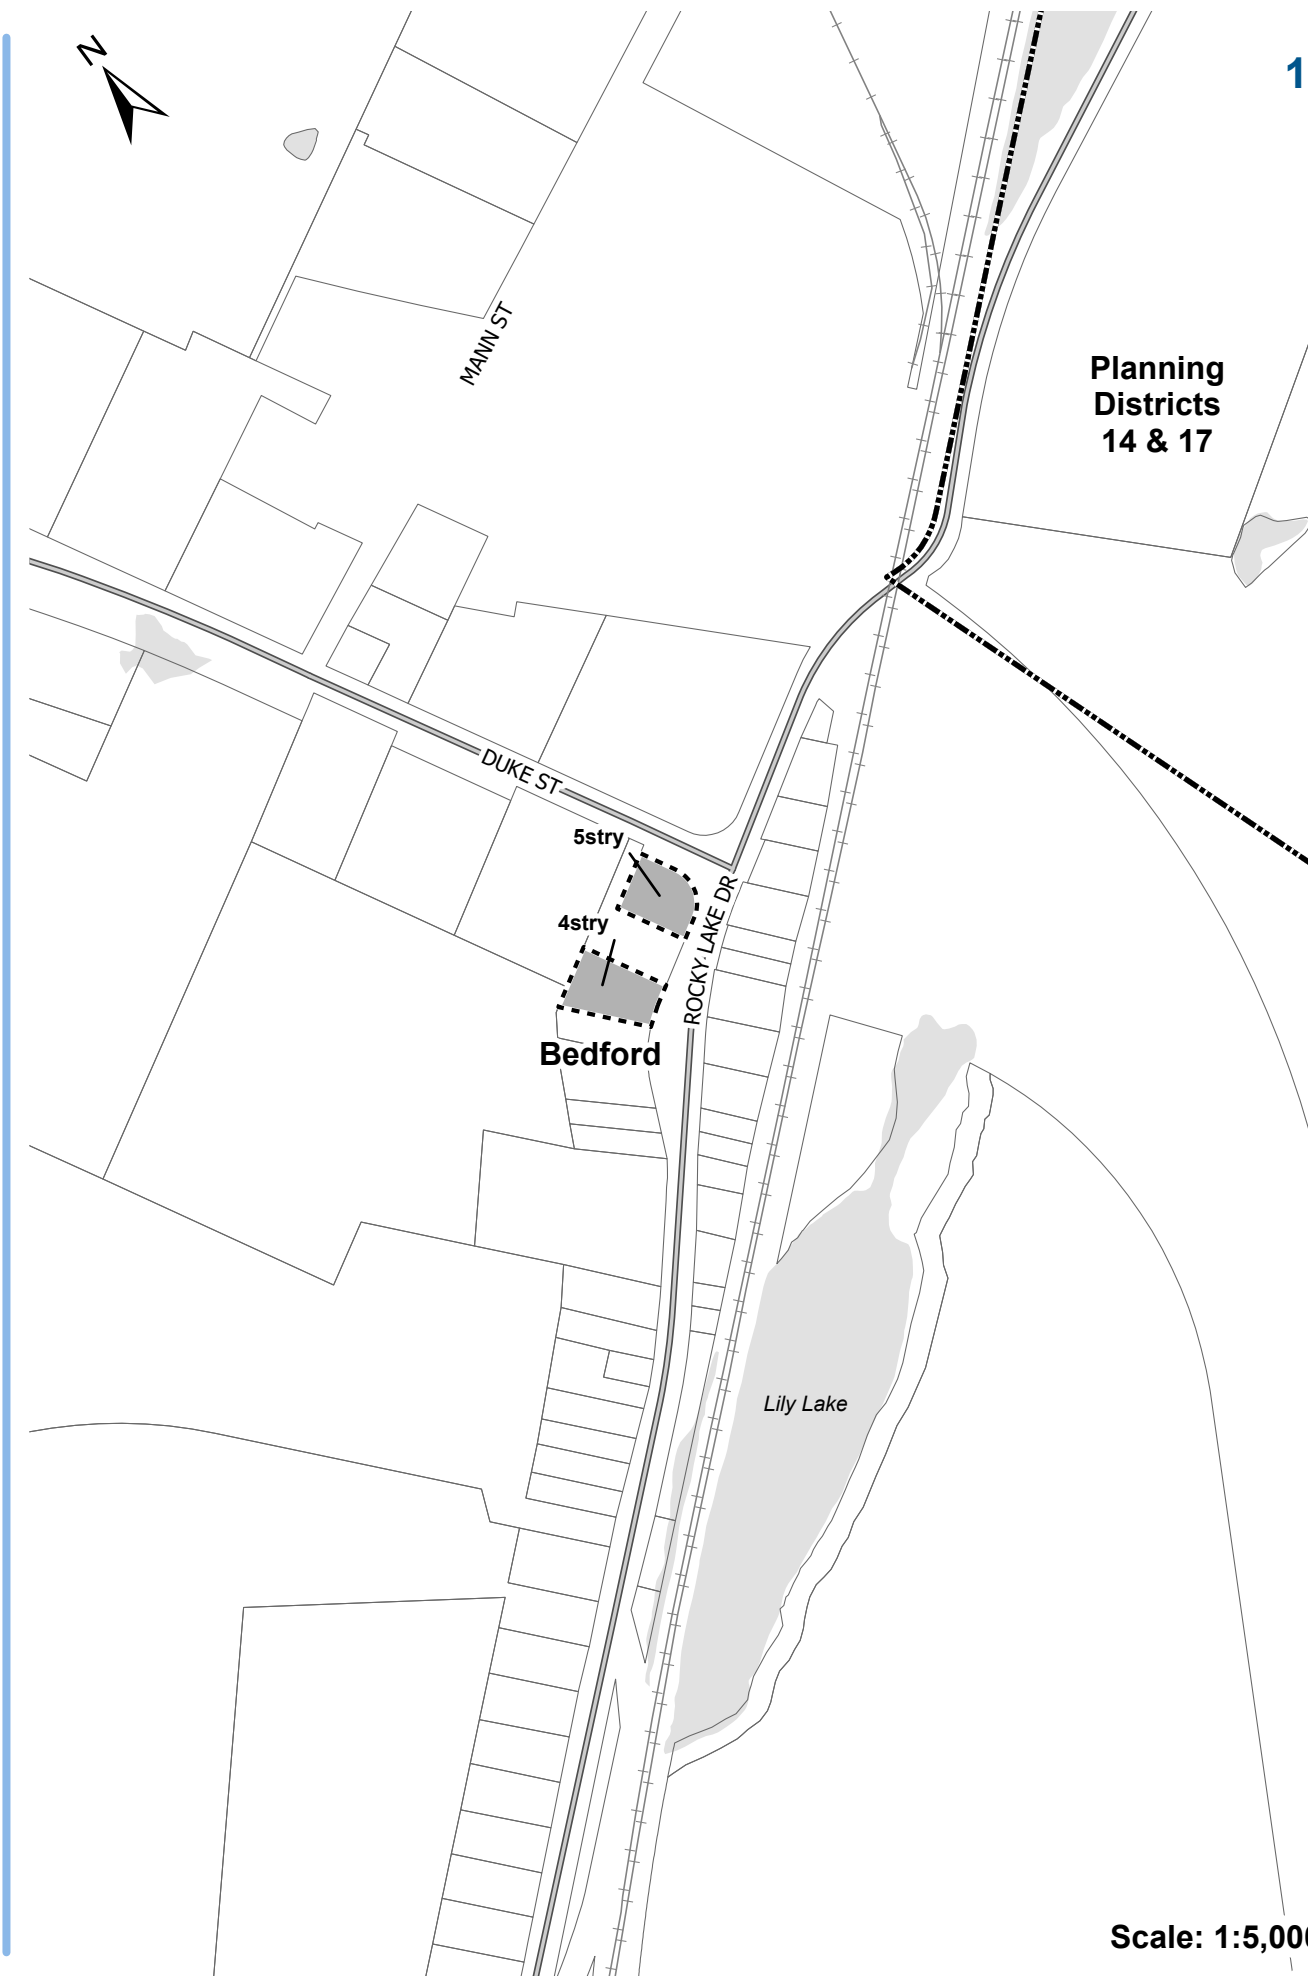 N
1
MANN ST
Planning
Districts
14 & 17
DUKE ST
5stry
ROCKY LAKE DR
4stry
Bedford
Lily Lake
Scale: 1:5,000